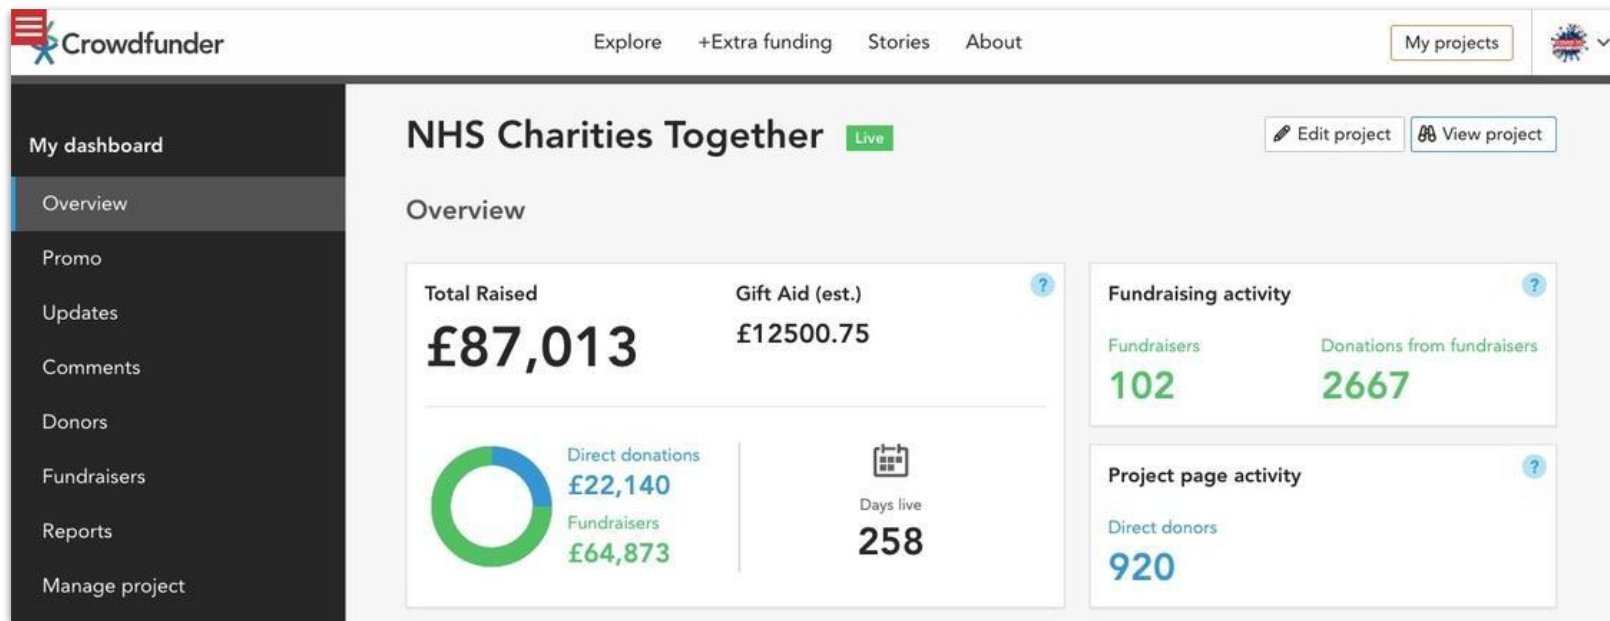 Crowdfunder
Explore +Extra funding Stories About
My projects
My dashboard
Overview
Promo
Updates
Comments
Donors
Fundraisers
Reports
Manage project
NHS Charities Together Live
Edit project View project
Overview
Total Raised
£87,013
Gift Aid (est.)
£12500.75
?
Direct donations
£22,140
Fundraisers
£64,873
Days live
258
Fundraising activity
?
Fundraisers
102
Donations from fundraisers
2667
Project page activity
?
Direct donors
920